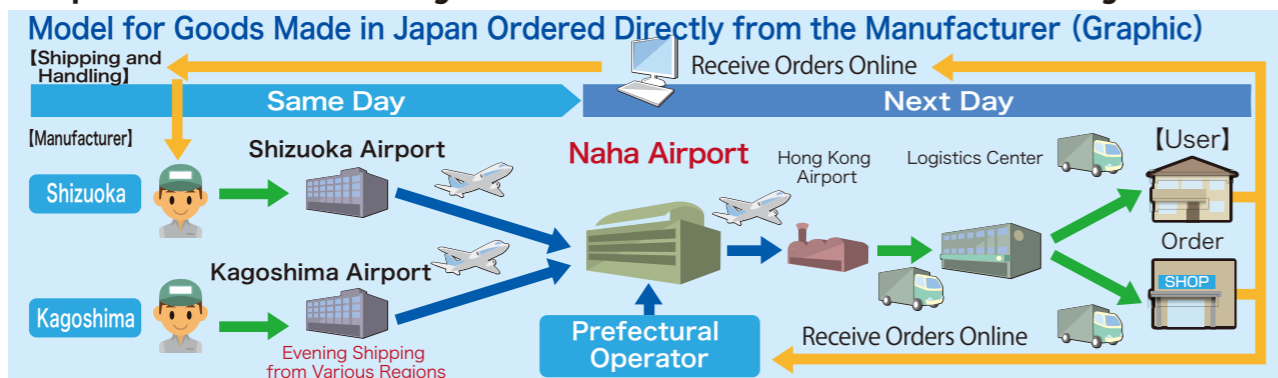 Model for Goods Made in Japan Ordered Directly from the Manufacturer (Graphic)
【Shipping and
Handling】
Receive Orders Online
Same Day
Next Day
【Manufacturer】
Shizuoka Airport
Naha Airport
Hong Kong
Airport
Logistics Center
【User】
Shizuoka
Order
Kagoshima Airport
SHOP
Kagoshima
Prefectural
Operator
Receive Orders Online
Evening Shipping
from Various Regions